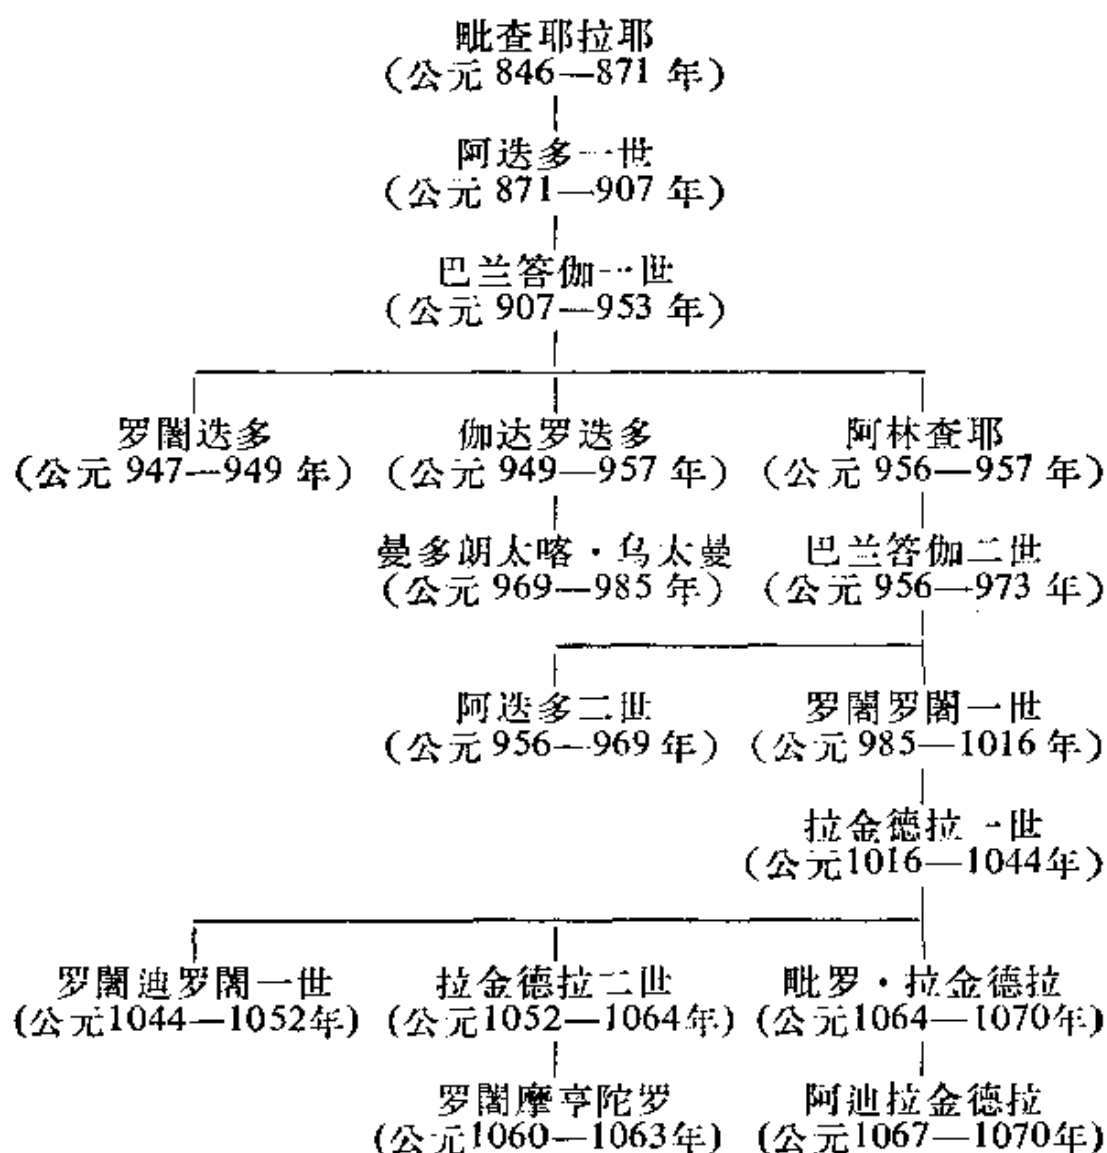 毗查耶拉耶
(公元 846—871 年)
阿迭多一世
(公元 871—907 年)
巴兰答伽一世
(公元 907—953 年)
罗闍迭多 伽达罗迭多 阿林查耶
(公元 947—949 年) (公元 949—957 年) (公元 956—957 年)
曼多朗太喀·乌太曼 巴兰答伽二世
(公元 969—985 年) (公元 956—973 年)
阿迭多二世 罗闍罗闍一世
(公元 956—969 年) (公元 985—1016 年)
拉金德拉一世
(公元1016—1044年)
罗闍迪罗闍一世 拉金德拉二世 毗罗·拉金德拉
(公元1044—1052年) (公元1052—1064年) (公元1064—1070年)
罗闍摩亨陀罗 阿迪拉金德拉
(公元1060—1063年) (公元1067—1070年)